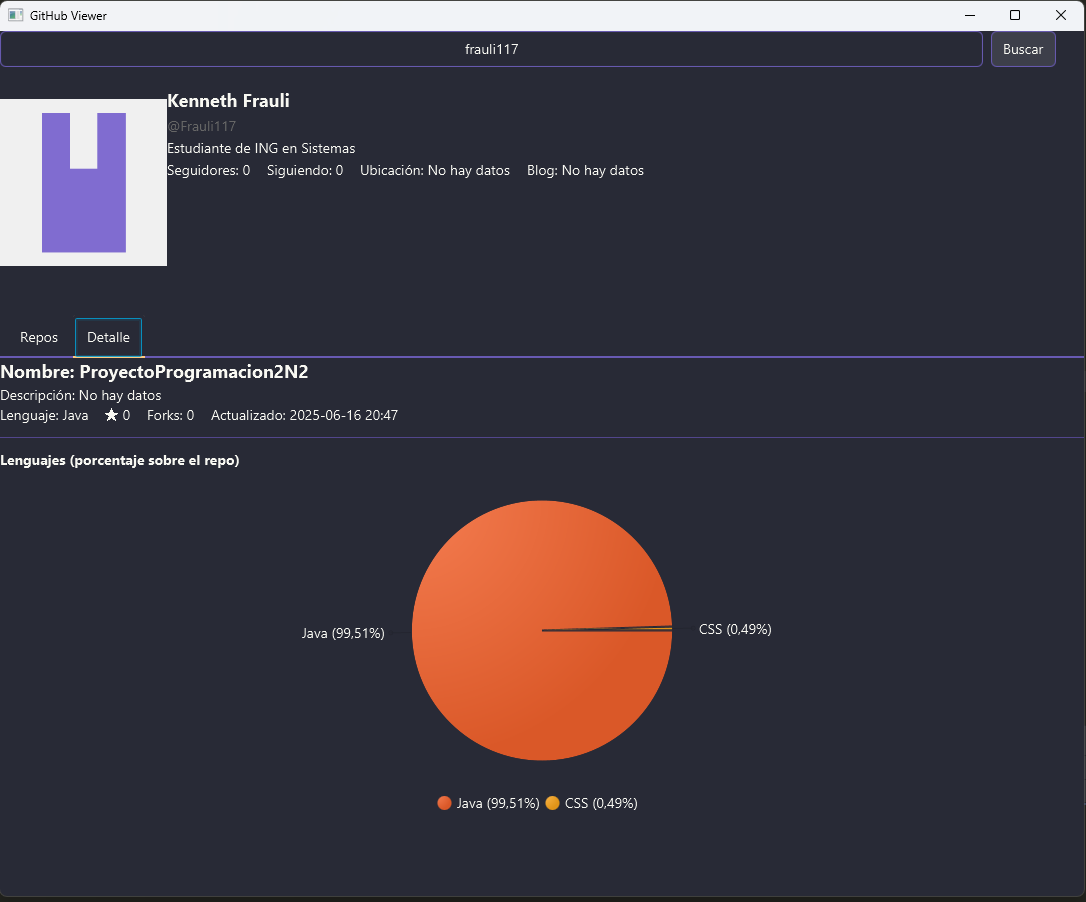 GitHub Viewer
frauli117 Buscar
Kenneth Frauli
@Frauli117
Estudiante de ING en Sistemas
Seguidores: 0 Siguiendo: 0 Ubicación: No hay datos Blog: No hay datos
Repos Detalle
Nombre: ProyectoProgramacion2N2
Descripción: No hay datos
Lenguaje: Java ★ 0 Forks: 0 Actualizado: 2025-06-16 20:47
Lenguajes (porcentaje sobre el repo)
Java (99,51%) CSS (0,49%)
Java (99,51%) CSS (0,49%)